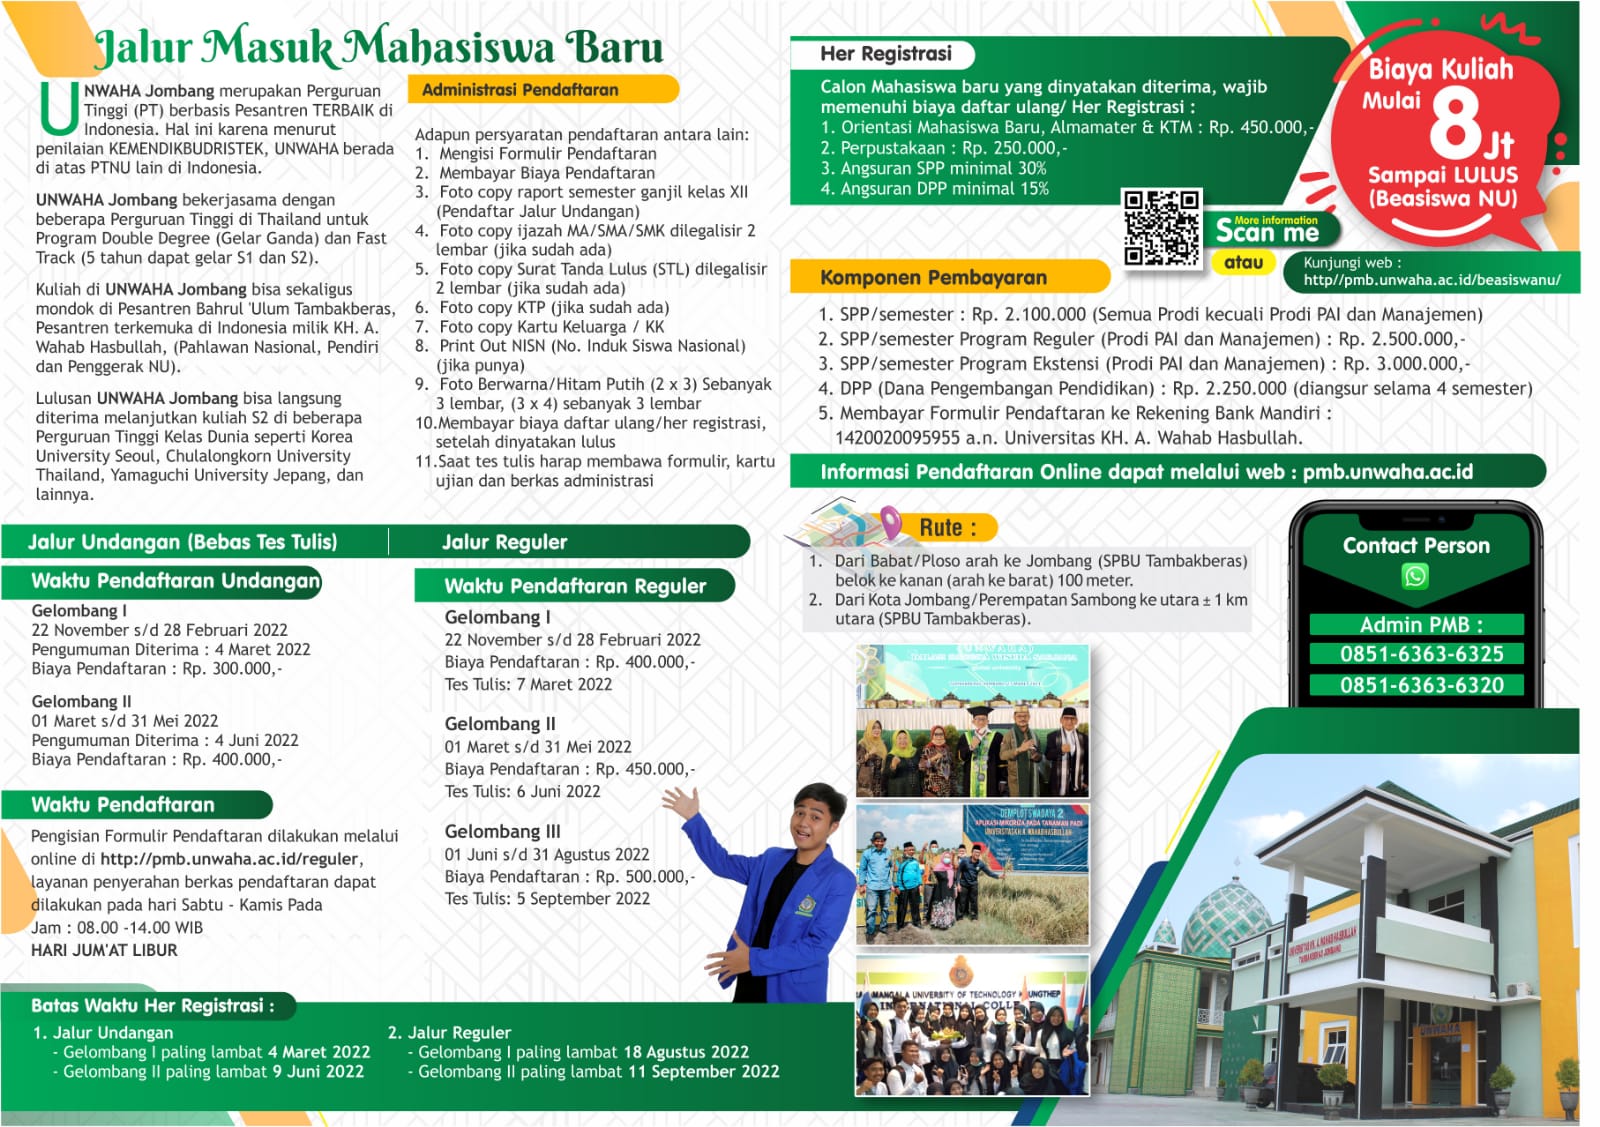 Jalur Masuk Mahasiswa Baru
UNWAHA Jombang merupakan Perguruan
Tinggi (PT) berbasis Pesantren TERBAIK di
Indonesia. Hal ini karena menurut
penilaian KEMENDIKBUDRISTEK, UNWAHA berada
di atas PTNU lain di Indonesia.
UNWAHA Jombang bekerjasama dengan
beberapa Perguruan Tinggi di Thailand untuk
Program Double Degree (Gelar Ganda) dan Fast
Track (5 tahun dapat gelar S1 dan S2).
Kuliah di UNWAHA Jombang bisa sekaligus
mondok di Pesantren Bahrul 'Ulum Tambakberas,
Pesantren terkemuka di Indonesia milik KH. A.
Wahab Hasbullah, (Pahlawan Nasional, Pendiri
dan Penggerak NU).
Lulusan UNWAHA Jombang bisa langsung
diterima melanjutkan kuliah S2 di beberapa
Perguruan Tinggi Kelas Dunia seperti Korea
University Seoul, Chulalongkorn University
Thailand, Yamaguchi University Jepang, dan
lainnya.
Administrasi Pendaftaran
Adapun persyaratan pendaftaran antara lain:
1. Mengisi Formulir Pendaftaran
2. Membayar Biaya Pendaftaran
3. Foto copy raport semester ganjil kelas XII
(Pendaftar Jalur Undangan)
4. Foto copy ijazah MA/SMA/SMK dilegalisir 2
lembar (jika sudah ada)
5. Foto copy Surat Tanda Lulus (STL) dilegalisir
2 lembar (jika sudah ada)
6. Foto copy KTP (jika sudah ada)
7. Foto copy Kartu Keluarga / KK
8. Print Out NISN (No. Induk Siswa Nasional)
(jika punya)
9. Foto Berwarna/Hitam Putih (2 x 3) Sebanyak
3 lembar, (3 x 4) sebanyak 3 lembar
10.Membayar biaya daftar ulang/her registrasi,
setelah dinyatakan lulus
11.Saat tes tulis harap membawa formulir, kartu
ujian dan berkas administrasi
Jalur Undangan (Bebas Tes Tulis)
Waktu Pendaftaran Undangan
Gelombang I
22 November s/d 28 Februari 2022
Pengumuman Diterima : 4 Maret 2022
Biaya Pendaftaran : Rp. 300.000,-
Gelombang II
01 Maret s/d 31 Mei 2022
Pengumuman Diterima : 4 Juni 2022
Biaya Pendaftaran : Rp. 400.000,-
Waktu Pendaftaran
Pengisian Formulir Pendaftaran dilakukan melalui
online di http://pmb.unwaha.ac.id/reguler,
layanan penyerahan berkas pendaftaran dapat
dilakukan pada hari Sabtu - Kamis Pada
Jam : 08.00 -14.00 WIB
HARI JUM'AT LIBUR
Jalur Reguler
Waktu Pendaftaran Reguler
Gelombang I
22 November s/d 28 Februari 2022
Biaya Pendaftaran : Rp. 400.000,-
Tes Tulis: 7 Maret 2022
Gelombang II
01 Maret s/d 31 Mei 2022
Biaya Pendaftaran : Rp. 450.000,-
Tes Tulis: 6 Juni 2022
Gelombang III
01 Juni s/d 31 Agustus 2022
Biaya Pendaftaran : Rp. 500.000,-
Tes Tulis: 5 September 2022
Batas Waktu Her Registrasi :
1. Jalur Undangan
- Gelombang I paling lambat 4 Maret 2022
- Gelombang II paling lambat 9 Juni 2022
2. Jalur Reguler
- Gelombang I paling lambat 18 Agustus 2022
- Gelombang II paling lambat 11 September 2022
Her Registrasi
Calon Mahasiswa baru yang dinyatakan diterima, wajib
memenuhi biaya daftar ulang/ Her Registrasi :
1. Orientasi Mahasiswa Baru, Almamater & KTM : Rp. 450.000,-
2. Perpustakaan : Rp. 250.000,-
3. Angsuran SPP minimal 30%
4. Angsuran DPP minimal 15%
Biaya Kuliah
Mulai 8 Jt
Sampai LULUS
(Beasiswa NU)
More information
Scan me
atau
Kunjungi web :
http//pmb.unwaha.ac.id/beasiswanu/
Komponen Pembayaran
1. SPP/semester : Rp. 2.100.000 (Semua Prodi kecuali Prodi PAI dan Manajemen)
2. SPP/semester Program Reguler (Prodi PAI dan Manajemen) : Rp. 2.500.000,-
3. SPP/semester Program Ekstensi (Prodi PAI dan Manajemen) : Rp. 3.000.000,-
4. DPP (Dana Pengembangan Pendidikan) : Rp. 2.250.000 (diangsur selama 4 semester)
5. Membayar Formulir Pendaftaran ke Rekening Bank Mandiri :
1420020095955 a.n. Universitas KH. A. Wahab Hasbullah.
Informasi Pendaftaran Online dapat melalui web : pmb.unwaha.ac.id
Rute :
1. Dari Babat/Ploso arah ke Jombang (SPBU Tambakberas)
belok ke kanan (arah ke barat) 100 meter.
2. Dari Kota Jombang/Perempatan Sambong ke utara ± 1 km
utara (SPBU Tambakberas).
Contact Person
Admin PMB :
0851-6363-6325
0851-6363-6320
(UNWAHA)
DEMPLOT SWADAYA 2
APLIKASI MIKORIZA PADA TANAMAN PADI
UNIVERSITAS KH. A. WAHAB HASBULLAH
MANGALA UNIVERSITY OF TECHNOLOGY
INTERNATIONAL COLLE
UNIVERSITAS KH. A. WAHAB HASBULLAH
TAMBAKBERAS JOMBANG
UNWAHA